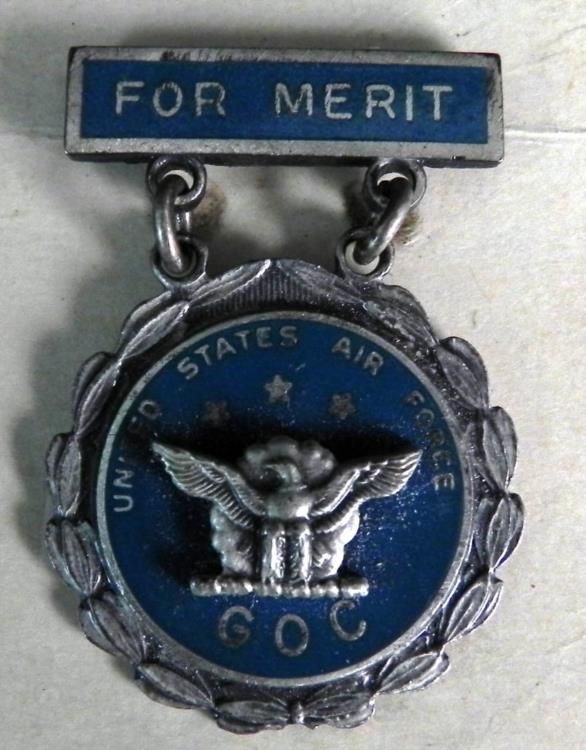 FOR MERIT
UNITED STATES AIR FORCE
GOC